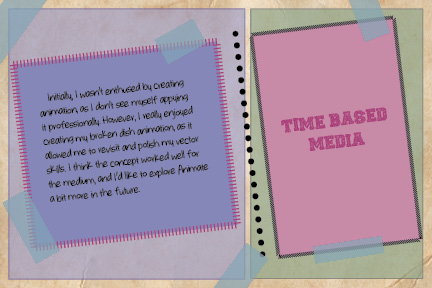 Initially, I wasn't enthused by creating
animation, as I don't see myself applying
it professionally. However, I really enjoyed
creating my broken dish animation, as it
allowed me to revisit and polish my vector
skills. I think the concept worked well for
the medium, and I'd like to explore Animate
a bit more in the future.
TIME BASED
MEDIA